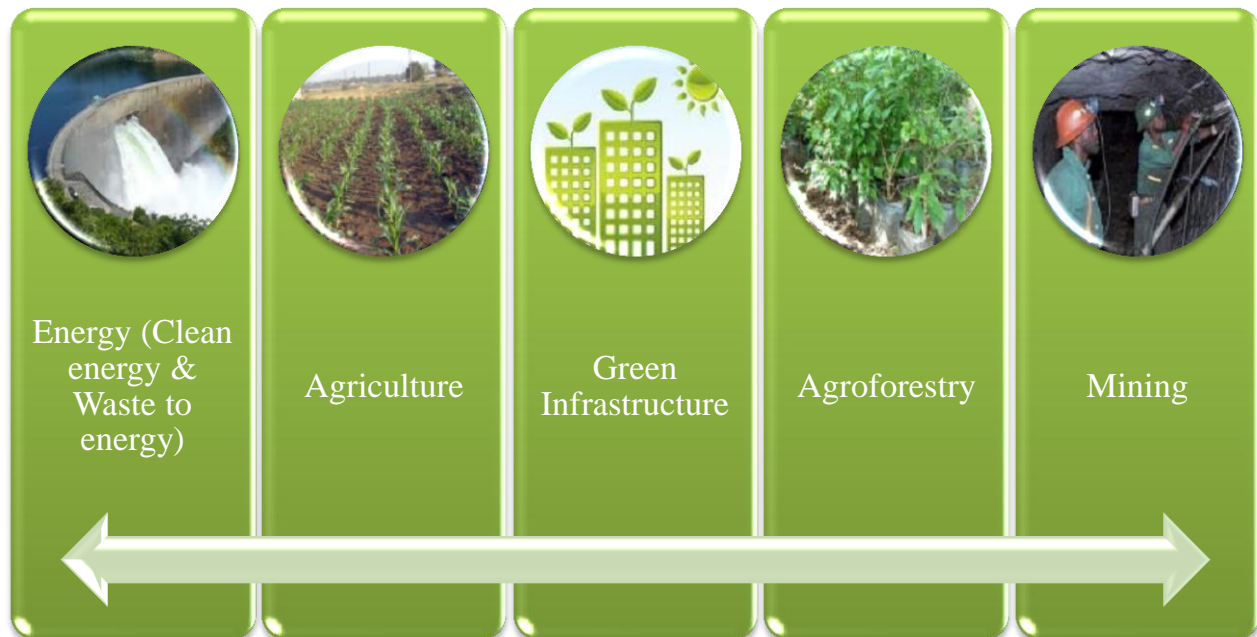 Energy (Clean
energy &
Waste to
energy)
Agriculture
Green
Infrastructure
Agroforestry
Mining